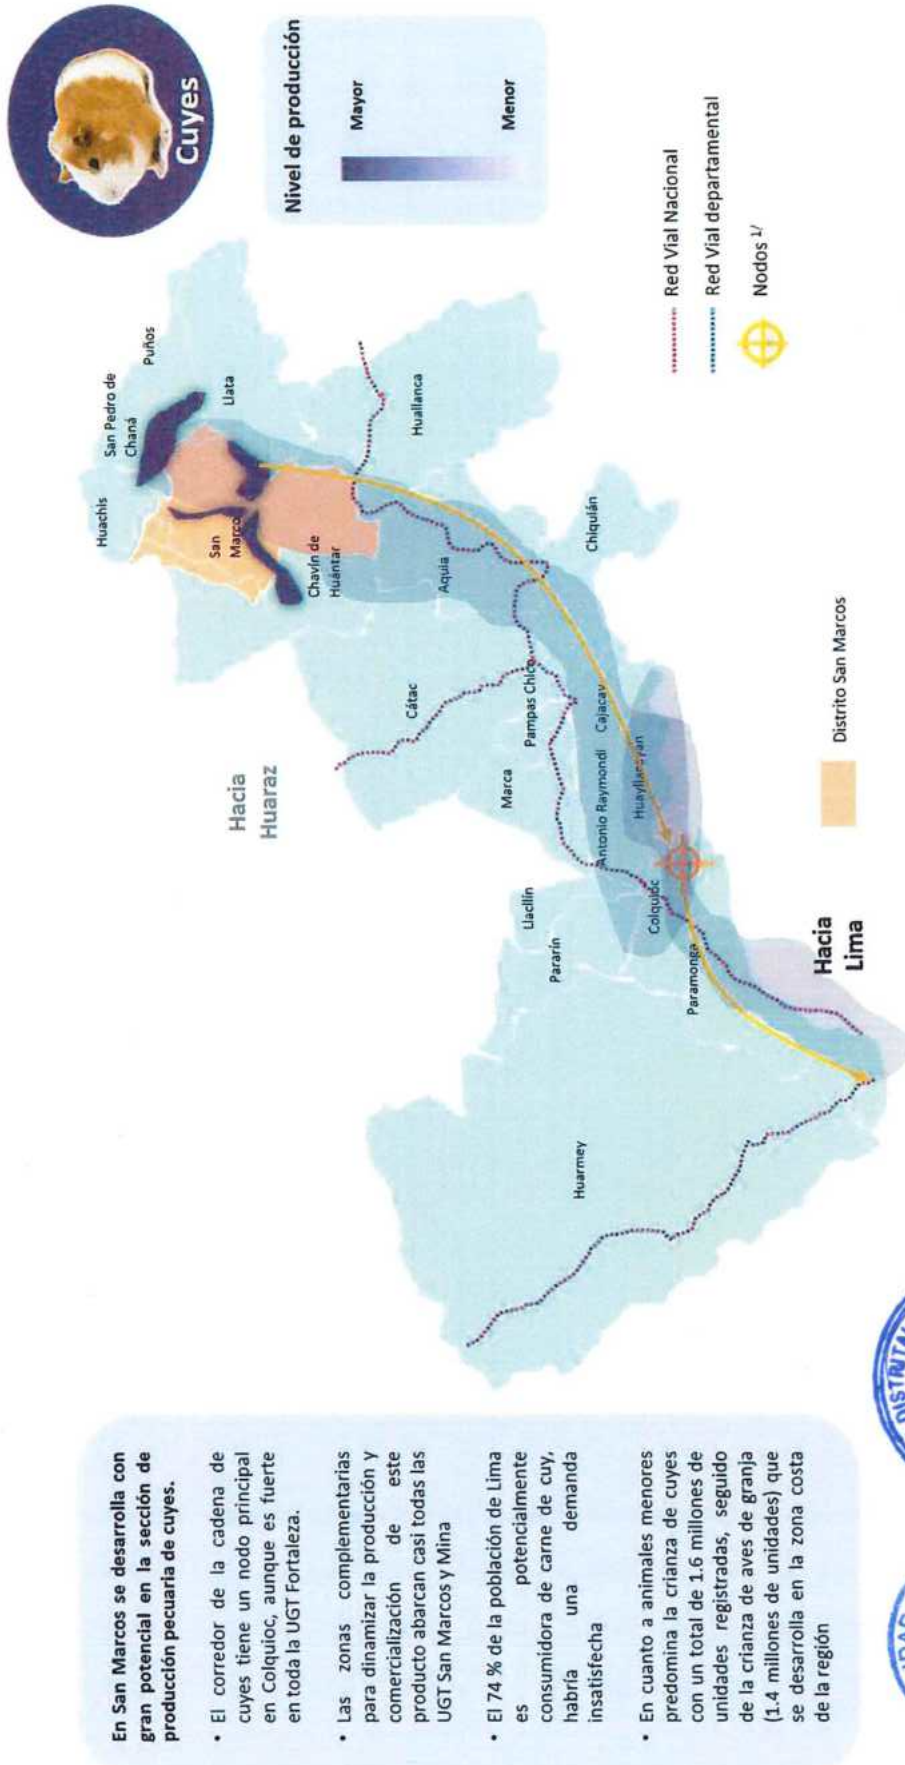 En San Marcos se desarrolla con
gran potencial en la sección de
producción pecuaria de cuyes.
• El corredor de la cadena de
cuyes tiene un nodo principal
en Colquioc, aunque es fuerte
en toda la UGT Fortaleza.
• Las zonas complementarias
para dinamizar la producción y
comercialización de este
producto abarcan casi todas las
UGT San Marcos y Mina
• El 74 % de la población de Lima
es potencialmente
consumidora de carne de cuy,
habría una demanda
insatisfecha
• En cuanto a animales menores
predomina la crianza de cuyes
con un total de 1.6 millones de
unidades registradas, seguido
de la crianza de aves de granja
(1.4 millones de unidades) que
se desarrolla en la zona costa
de la región
Cuyes
Nivel de producción
Mayor
Menor
Red Vial Nacional
Red Vial departamental
Nodos 1/
Distrito San Marcos
Hacia
Huaraz
Hacia
Lima
Huachis
San Pedro de
Chaná
Puños
Llata
San
Marco
Chavín de
Huántar
Huallanca
Aquia
Chiquián
Cátac
Pampas Chico
Marca
Cajacay
Antonio Raymondi
Huayllacayan
Llacllín
Pararín
Colquioc
Paramonga
Huarmey
DISTRITAL